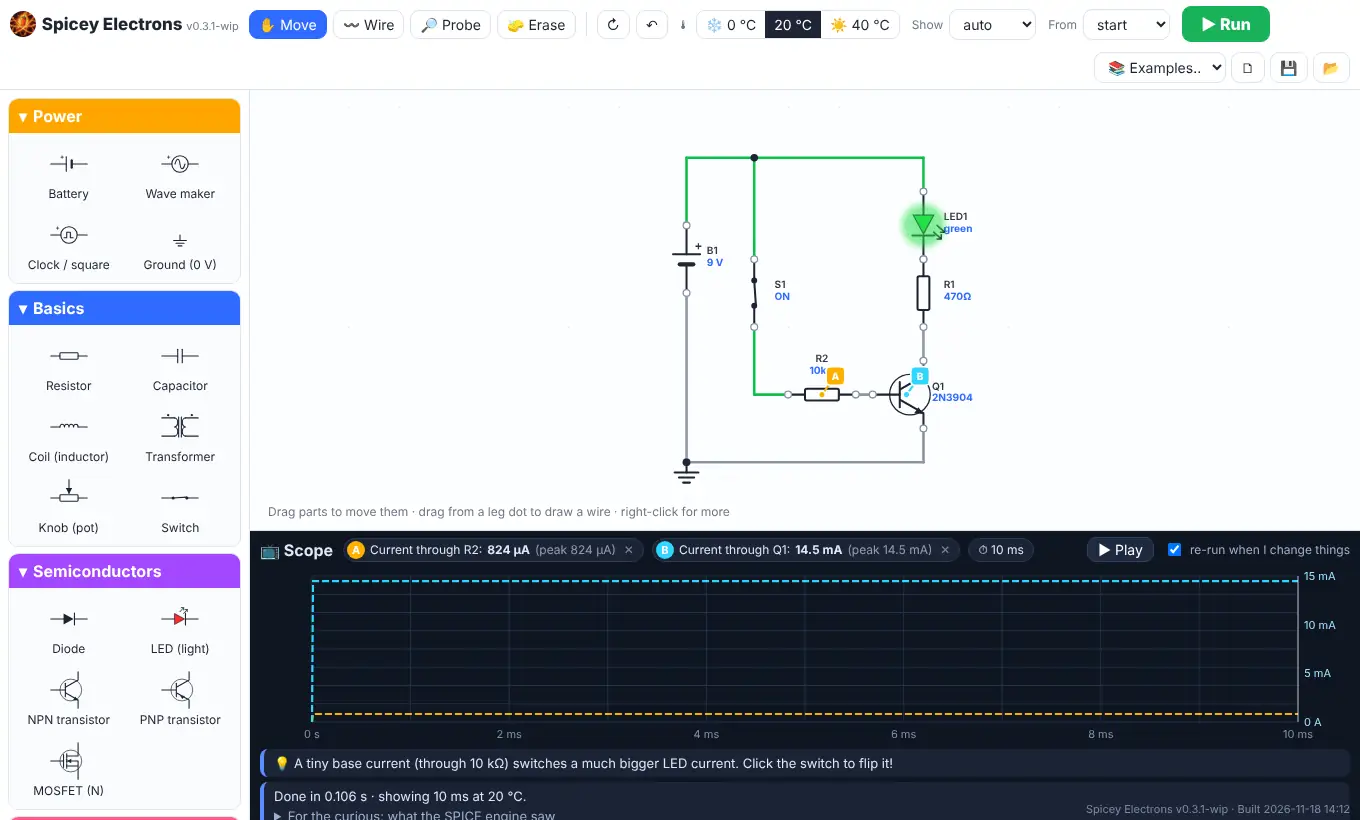 Spicey Electrons v0.3.1-wip Move Wire Probe Erase 0 °C 20 °C 40 °C Show auto From start ▶ Run
Examples..
▾ Power
Battery Wave maker
Clock / square Ground (0 V)
▾ Basics
Resistor Capacitor
Coil (inductor) Transformer
Knob (pot) Switch
▾ Semiconductors
Diode LED (light)
NPN transistor PNP transistor
MOSFET (N)
LED1
green
+ B1
9 V
S1
ON
R1
470Ω
R2
10k A
B Q1
2N3904
Drag parts to move them · drag from a leg dot to draw a wire · right-click for more
Scope A Current through R2: 824 µA (peak 824 µA) ✕ B Current through Q1: 14.5 mA (peak 14.5 mA) ✕ 10 ms ▶ Play re-run when I change things
15 mA
10 mA
5 mA
0 A
0 s 2 ms 4 ms 6 ms 8 ms 10 ms
A tiny base current (through 10 kΩ) switches a much bigger LED current. Click the switch to flip it!
Done in 0.106 s · showing 10 ms at 20 °C.
▶ For the curious: what the SPICE engine saw
Spicey Electrons v0.3.1-wip · Built 2026-11-18 14:12